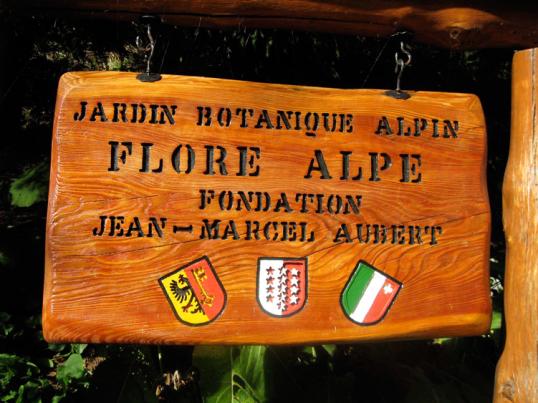 JARDIN BOTANIQUE ALPIN
FLORE ALPE
FONDATION
JEAN-MARCEL AUBERT